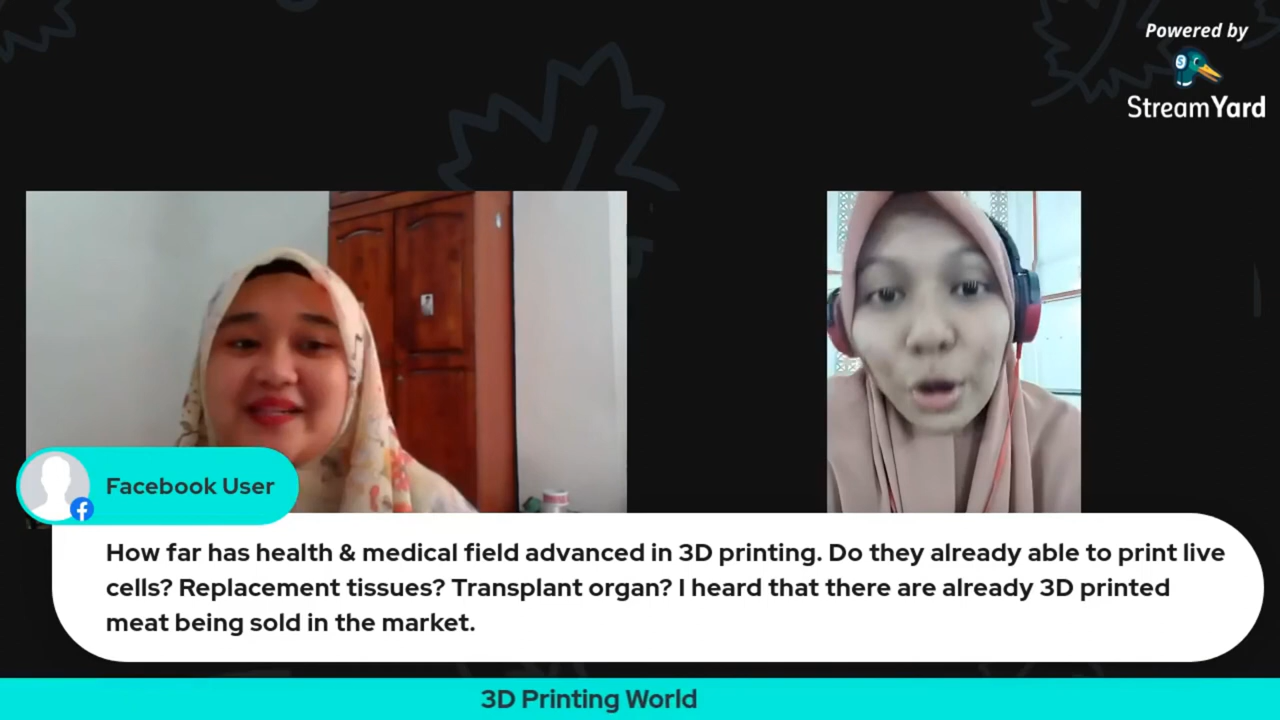 Powered by
StreamYard
Facebook User
How far has health & medical field advanced in 3D printing. Do they already able to print live
cells? Replacement tissues? Transplant organ? I heard that there are already 3D printed
meat being sold in the market.
3D Printing World